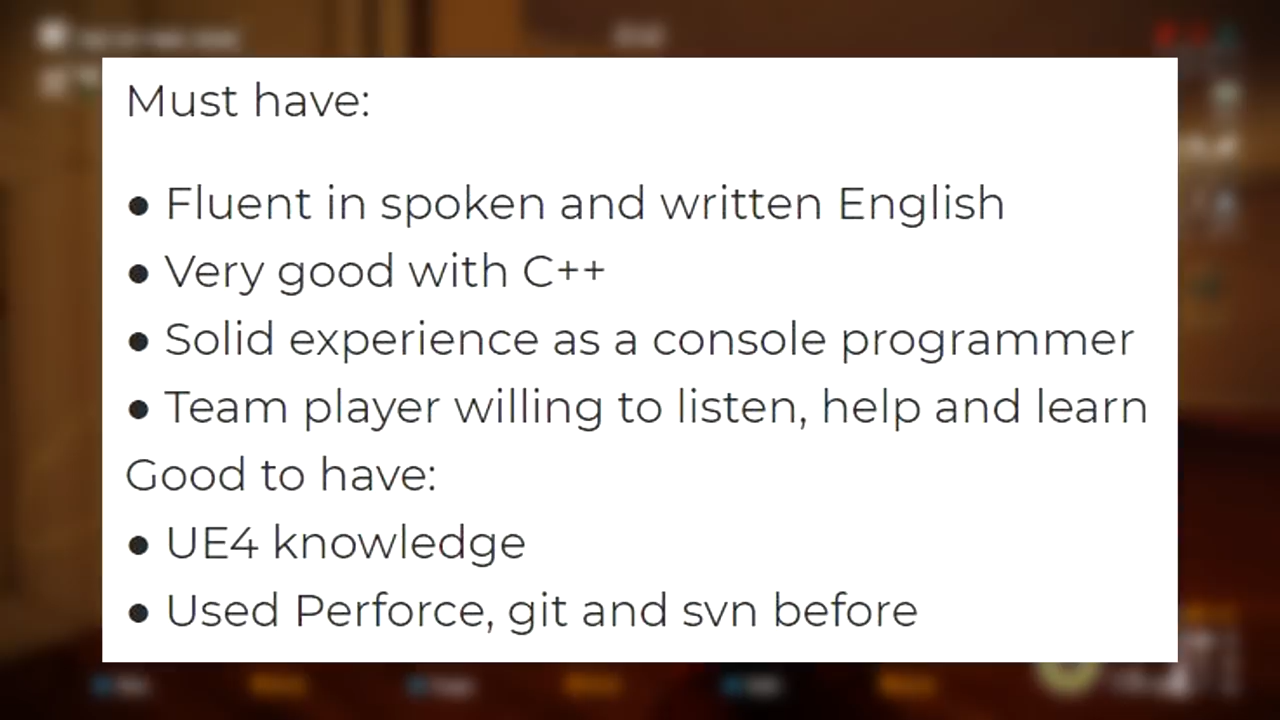 Must have:
● Fluent in spoken and written English
● Very good with C++
● Solid experience as a console programmer
● Team player willing to listen, help and learn
Good to have:
● UE4 knowledge
● Used Perforce, git and svn before